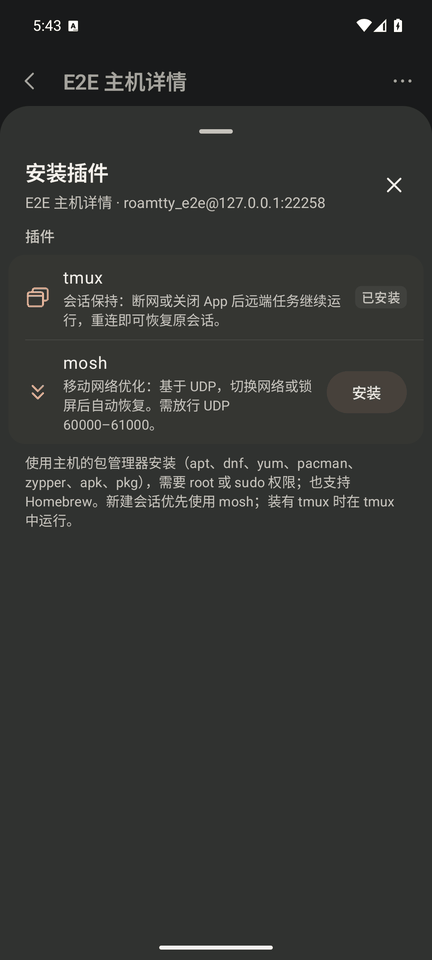 5:43
A
E2E 主机详情
安装插件
E2E 主机详情 · roamtty_e2e@127.0.0.1:22258
插件
tmux
会话保持：断网或关闭 App 后远端任务继续运
行，重连即可恢复原会话。
已安装
mosh
移动网络优化：基于 UDP，切换网络或锁
屏后自动恢复。需放行 UDP
60000–61000。
安装
使用主机的包管理器安装（apt、dnf、yum、pacman、
zypper、apk、pkg），需要 root 或 sudo 权限；也支持
Homebrew。新建会话优先使用 mosh；装有 tmux 时在 tmux
中运行。